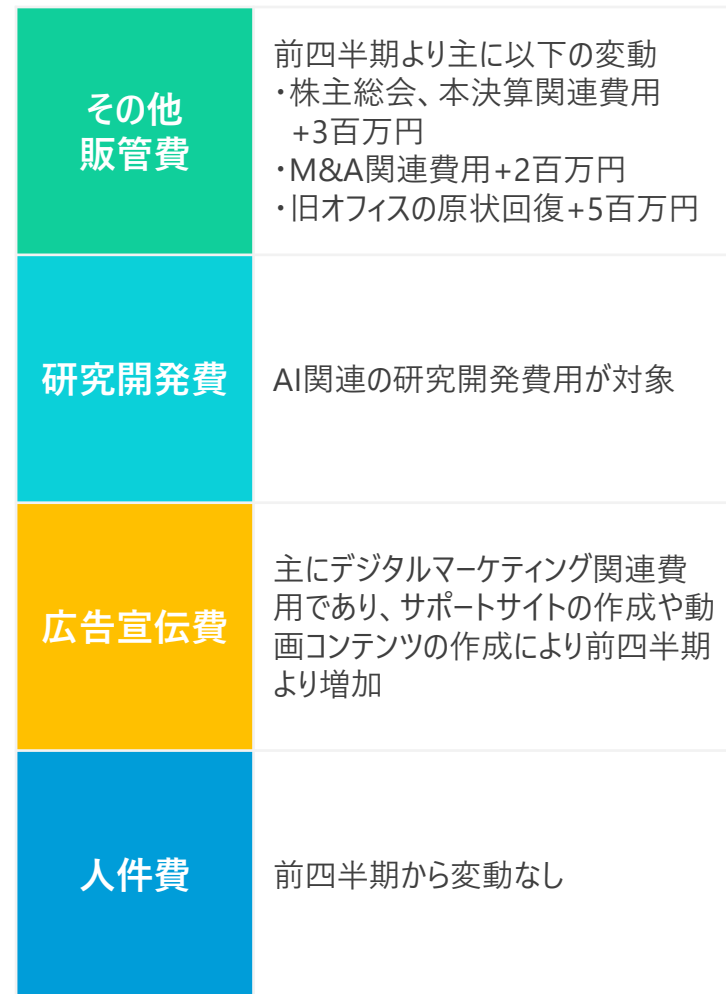 その他
販管費
前四半期より主に以下の変動
・株主総会、本決算関連費用
+3百万円
・M&A関連費用+2百万円
・旧オフィスの原状回復+5百万円
研究開発費
AI関連の研究開発費用が対象
広告宣伝費
主にデジタルマーケティング関連費
用であり、サポートサイトの作成や動
画コンテンツの作成により前四半期
より増加
人件費
前四半期から変動なし